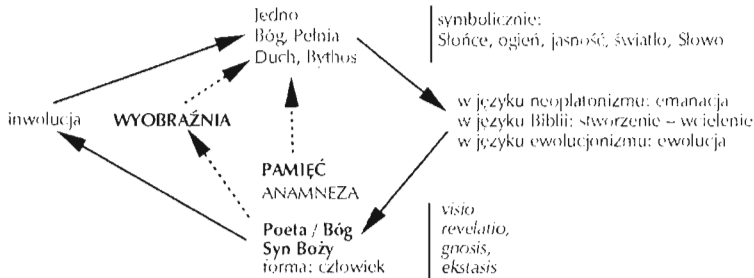 Jedno
Bóg, Pełnia
Duch, Bythos
symbolicznie:
Słońce, ogień, jasność, światło, Słowo
inwolucja
WYOBRAŹNIA
w języku neoplatonizmu: emanacja
w języku Biblii: stworzenie – wcielenie
w języku ewolucjonizmu: ewolucja
PAMIĘĆ
ANAMNEZA
Poeta / Bóg
Syn Boży
forma: człowiek
visio
revelatio,
gnosis,
ekstasis